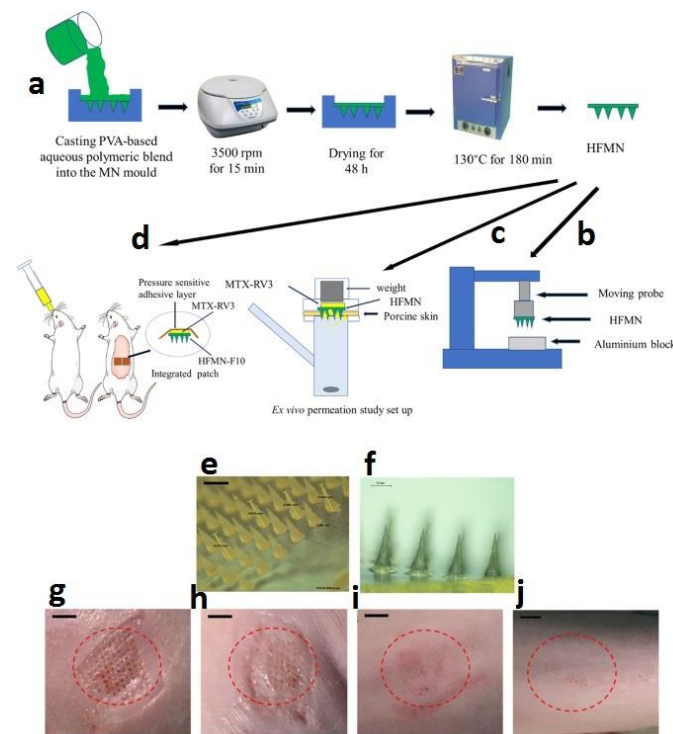 a
Casting PVA-based
aqueous polymeric blend
into the MN mould
3500 rpm
for 15 min
Drying for
48 h
130°C for 180 min
HFMN
d
c
b
Pressure sensitive
adhesive layer
MTX-RV3
HFMN-F10
Integrated patch
MTX-RV3
weight
HFMN
Porcine skin
Ex vivo permeation study set up
Moving probe
HFMN
Aluminium block
e
f
g
h
i
j